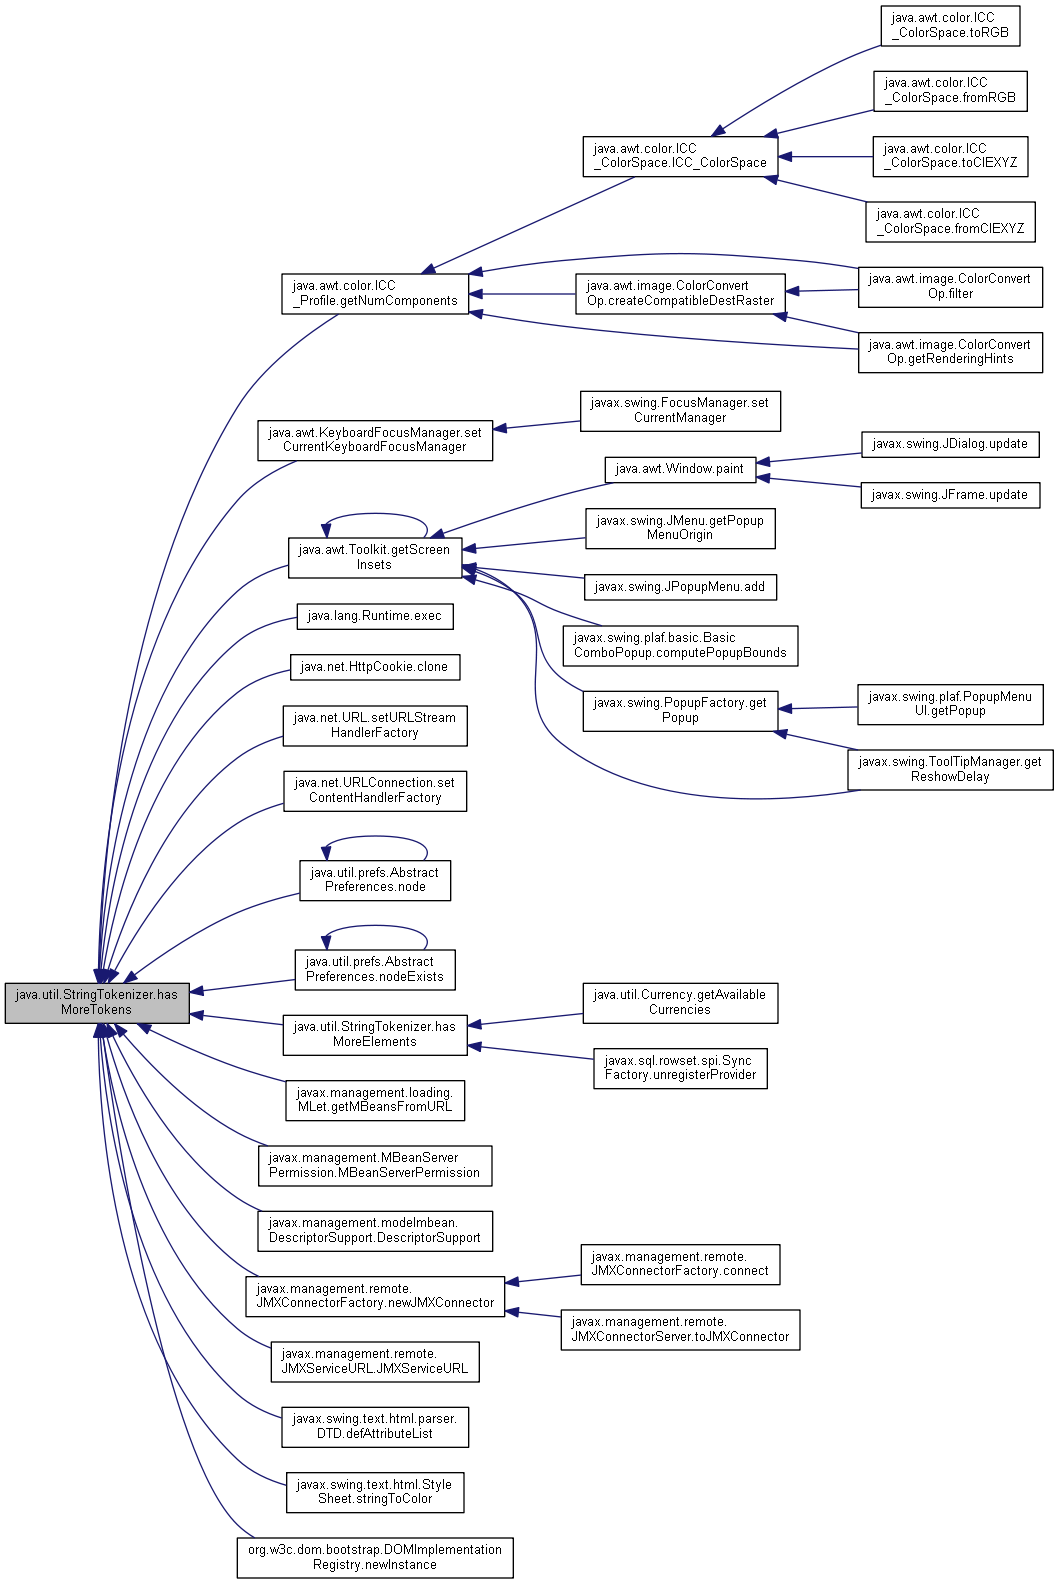 java.awt.color.ICC
_ColorSpace.toRGB
java.awt.color.ICC
_ColorSpace.fromRGB
java.awt.color.ICC
_ColorSpace.ICC_ColorSpace
java.awt.color.ICC
_ColorSpace.toCIEXYZ
java.awt.color.ICC
_ColorSpace.fromCIEXYZ
java.awt.color.ICC
_Profile.getNumComponents
java.awt.image.ColorConvert
Op.createCompatibleDestRaster
java.awt.image.ColorConvert
Op.filter
java.awt.image.ColorConvert
Op.getRenderingHints
java.awt.KeyboardFocusManager.set
CurrentKeyboardFocusManager
javax.swing.FocusManager.set
CurrentManager
java.awt.Window.paint
javax.swing.JDialog.update
javax.swing.JFrame.update
java.awt.Toolkit.getScreen
Insets
javax.swing.JMenu.getPopup
MenuOrigin
javax.swing.JPopupMenu.add
javax.swing.plaf.basic.Basic
ComboPopup.computePopupBounds
javax.swing.PopupFactory.get
Popup
javax.swing.plaf.PopupMenu
UI.getPopup
javax.swing.ToolTipManager.get
ReshowDelay
java.lang.Runtime.exec
java.net.HttpCookie.clone
java.net.URL.setURLStream
HandlerFactory
java.net.URLConnection.set
ContentHandlerFactory
java.util.prefs.Abstract
Preferences.node
java.util.prefs.Abstract
Preferences.nodeExists
java.util.StringTokenizer.has
MoreTokens
java.util.StringTokenizer.has
MoreElements
java.util.Currency.getAvailable
Currencies
javax.sql.rowset.spi.Sync
Factory.unregisterProvider
javax.management.loading.
MLet.getMBeansFromURL
javax.management.MBeanServer
Permission.MBeanServerPermission
javax.management.modelmbean.
DescriptorSupport.DescriptorSupport
javax.management.remote.
JMXConnectorFactory.newJMXConnector
javax.management.remote.
JMXConnectorFactory.connect
javax.management.remote.
JMXConnectorServer.toJMXConnector
javax.management.remote.
JMXServiceURL.JMXServiceURL
javax.swing.text.html.parser.
DTD.defAttributeList
javax.swing.text.html.Style
Sheet.stringToColor
org.w3c.dom.bootstrap.DOMImplementation
Registry.newInstance